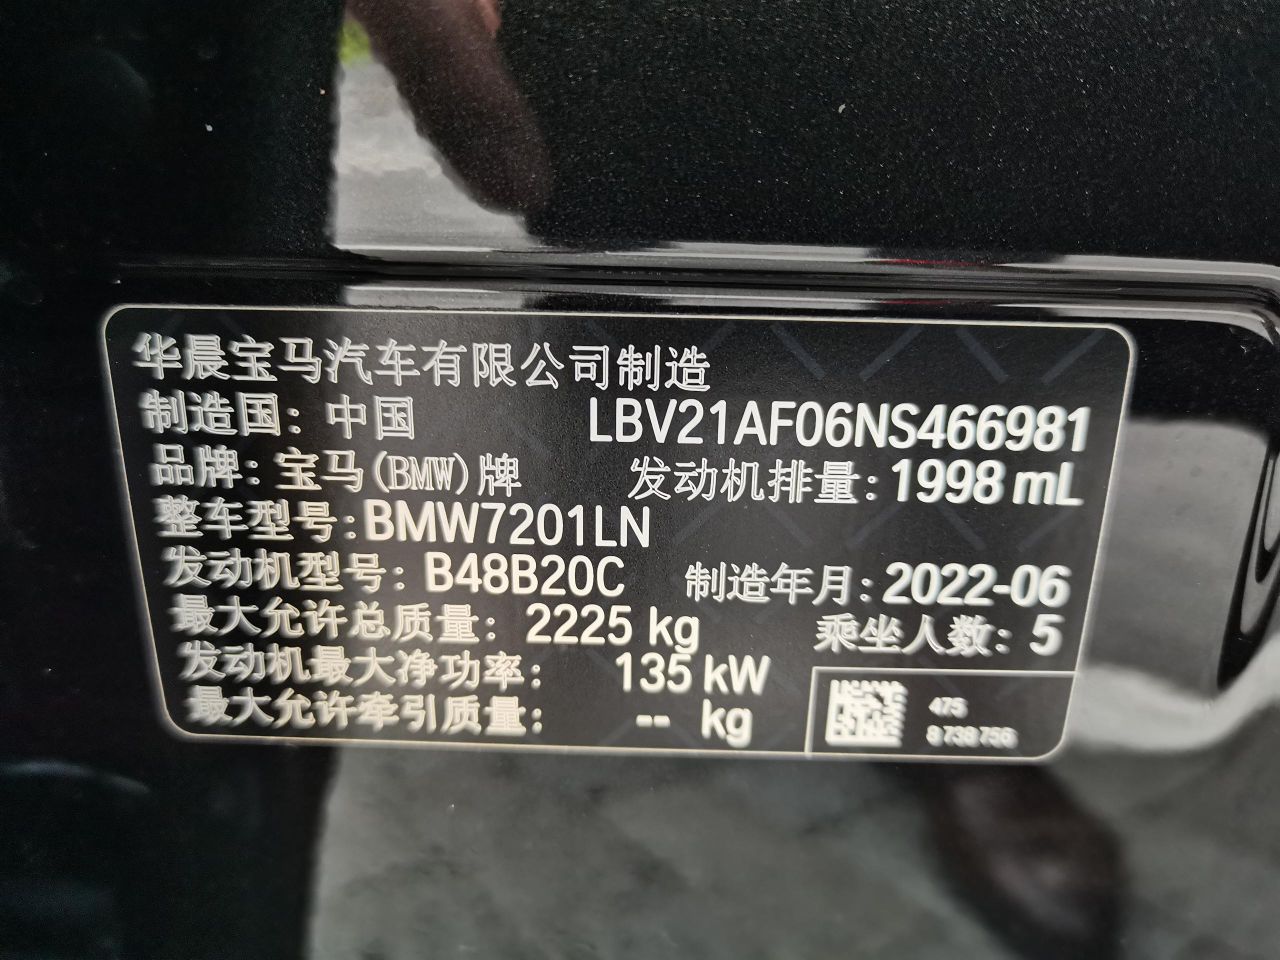 华晨宝马汽车有限公司制造
制造国：中国 LBV21AF06NS466981
品牌：宝马(BMW)牌 发动机排量：1998 mL
整车型号：BMW7201LN
发动机型号：B48B20C 制造年月：2022-06
最大允许总质量：2225 kg 乘坐人数：5
发动机最大净功率：135 kW
最大允许牵引质量：-- kg
475
8738756